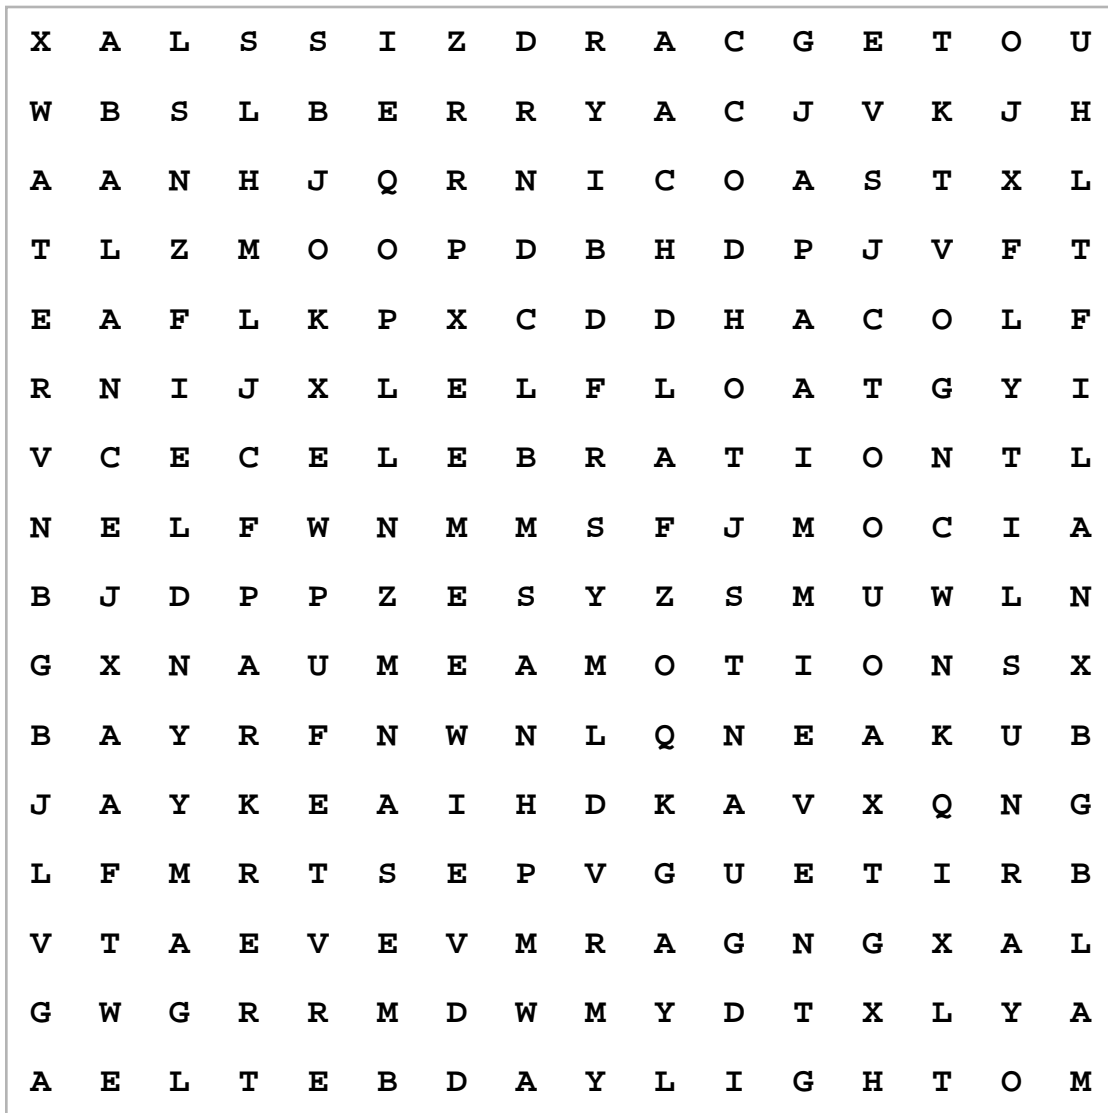 X A L S S I Z D R A C G E T O U
W B S L B E R R Y A C J V K J H
A A N H J Q R N I C O A S T X L
T L Z M O O P D B H D P J V F T
E A F L K P X C D D H A C O L F
R N I J X L E L F L O A T G Y I
V C E C E L E B R A T I O N T L
N E L F W N M M S F J M O C I A
B J D P P Z E S Y Z S M U W L N
G X N A U M E A M O T I O N S X
B A Y R F N W N L Q N E A K U B
J A Y K E A I H D K A V X Q N G
L F M R T S E P V G U E T I R B
V T A E V E V M R A G N G X A L
G W G R R M D W M Y D T X L Y A
A E L T E B D A Y L I G H T O M